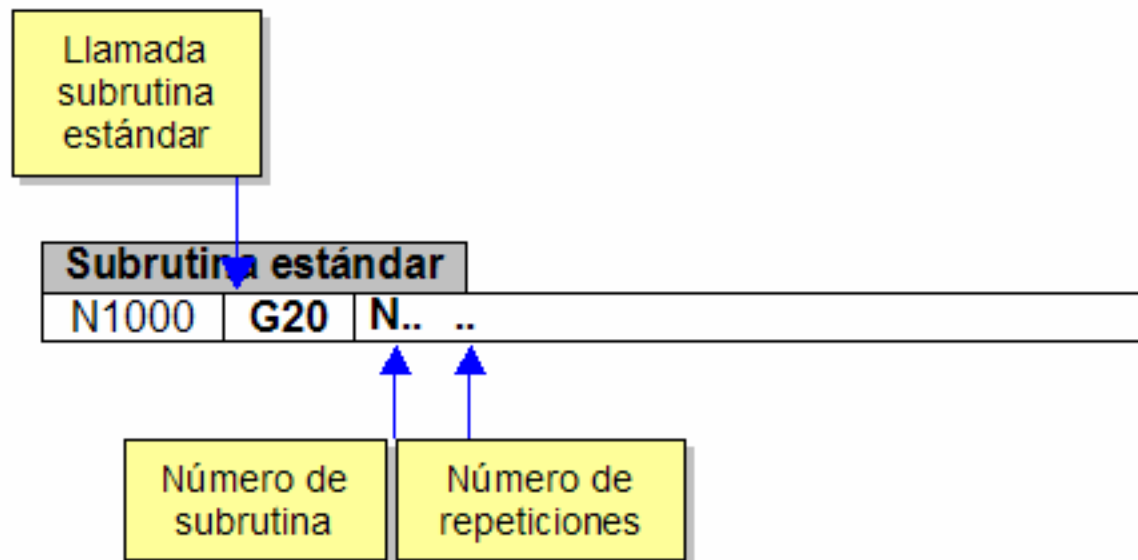 Llamada
subrutina
estándar
Subrutina estándar
N1000 G20 N.. ..
Número de
subrutina
Número de
repeticiones